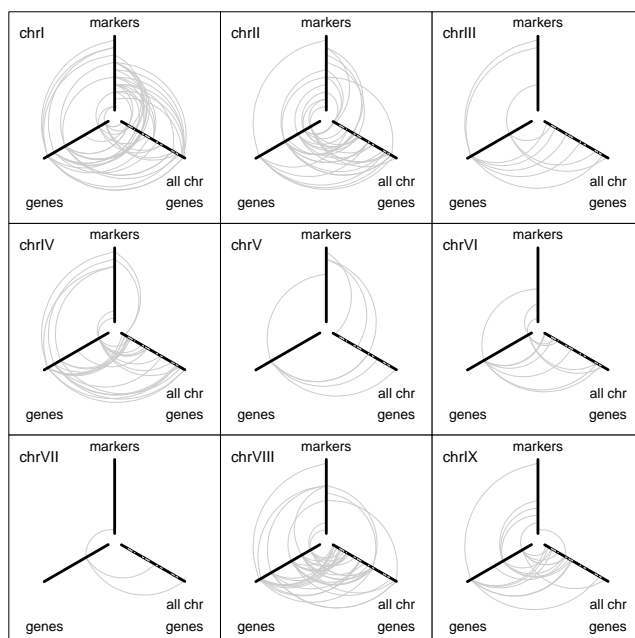 markers
chrI
all chr
genes
genes
markers
chrII
all chr
genes
genes
markers
chrIII
all chr
genes
genes
markers
chrIV
all chr
genes
genes
markers
chrV
all chr
genes
genes
markers
chrVI
all chr
genes
genes
markers
chrVII
all chr
genes
genes
markers
chrVIII
all chr
genes
genes
markers
chrIX
all chr
genes
genes